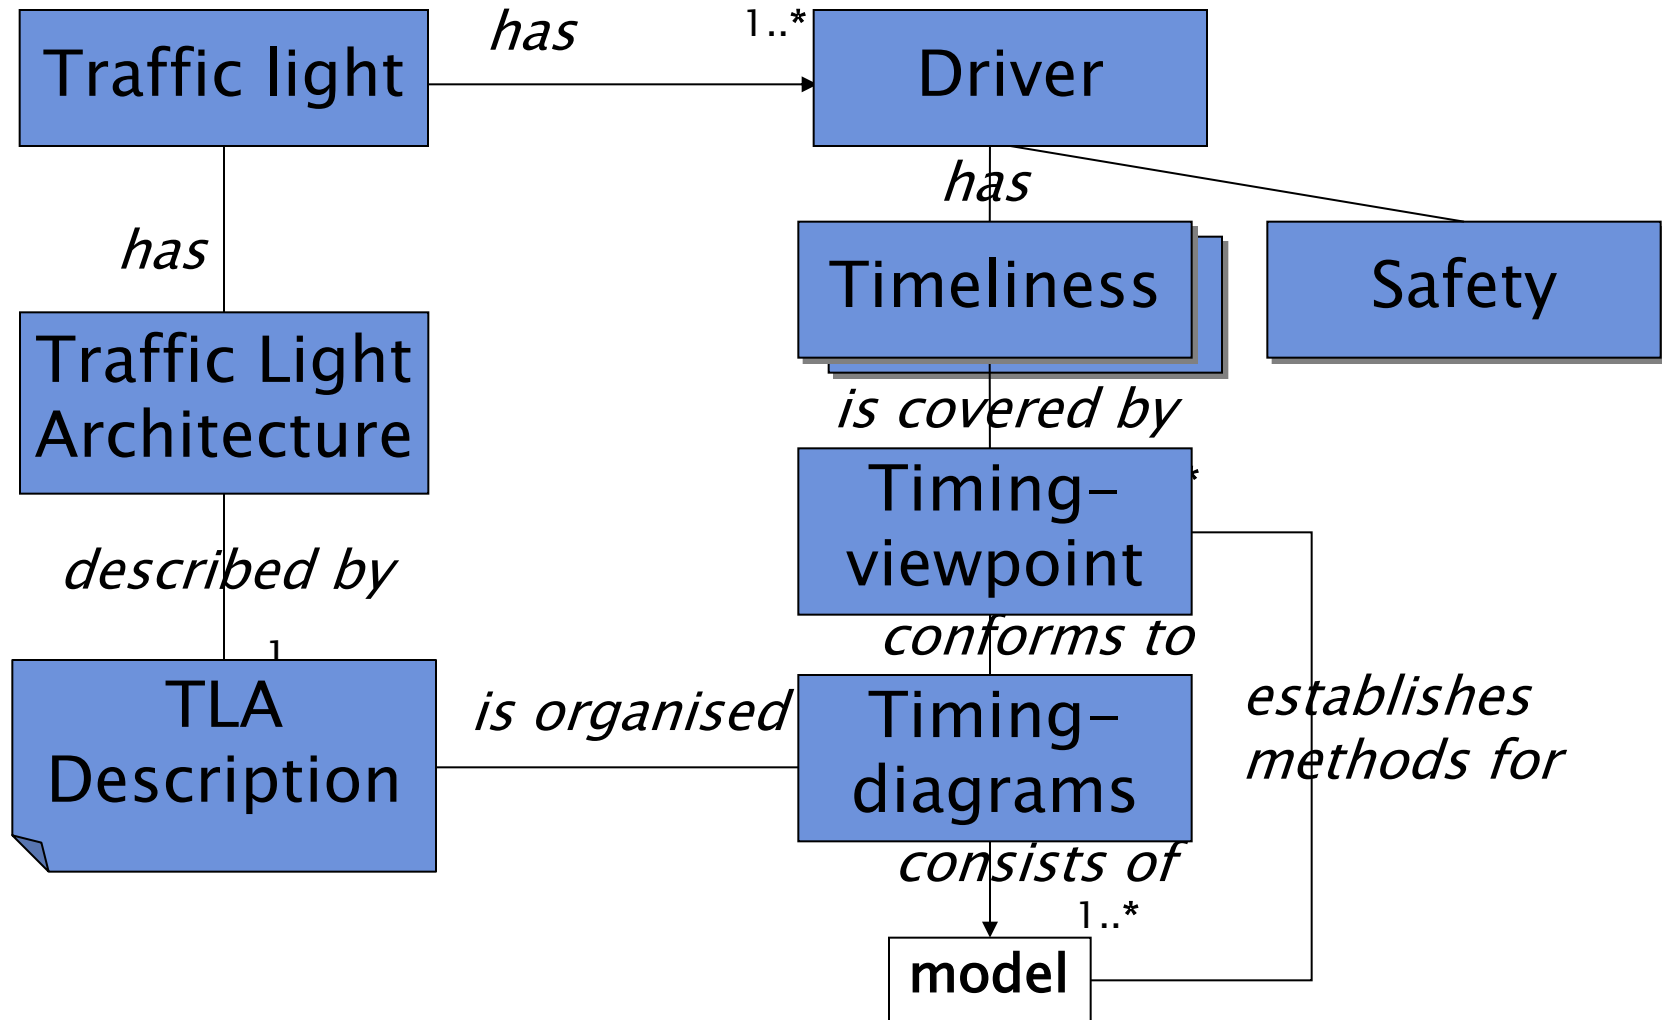 Traffic light
has
1..*
Driver
has
has
Timeliness
Safety
Traffic Light
Architecture
is covered by
Timing-
viewpoint
*
described by
conforms to
1
TLA
Description
is organised
Timing-
diagrams
establishes
methods for
consists of
1..*
model